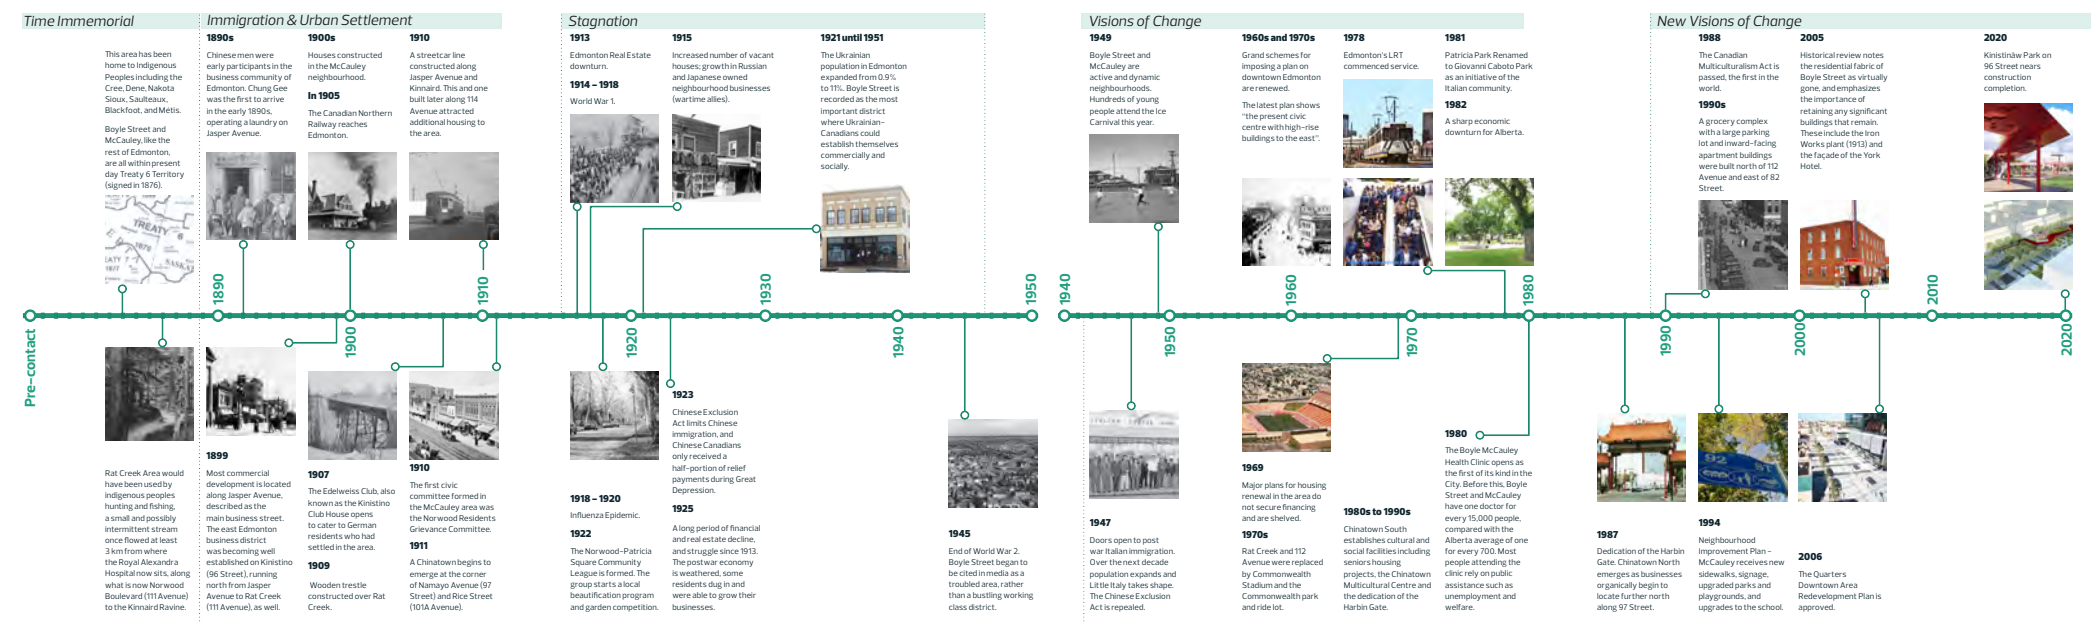 Time Immemorial
This area has been
home to Indigenous
Peoples including the
Cree, Dene, Nakota
Sioux, Saulteaux,
Blackfoot, and Métis.
Boyle Street and
McCauley, like the
rest of Edmonton,
are all within present
day Treaty 6 Territory
(signed in 1876).
TREATY
6
1876
Rat Creek Area would
have been used by
indigenous peoples
hunting and fishing,
a small and possibly
intermittent stream
once flowed at least
3 km from where
the Royal Alexandra
Hospital now sits, along
what is now Norwood
Boulevard (111 Avenue)
to the Kinnaird Ravine.
Immigration & Urban Settlement
1890s
Chinese men were
early participants in the
business community of
Edmonton. Chung Gee
was the first to arrive
in the early 1890s,
operating a laundry on
Jasper Avenue.
1900s
Houses constructed
in the McCauley
neighbourhood.
In 1905
The Canadian Northern
Railway reaches
Edmonton.
1910
A streetcar line
constructed along
Jasper Avenue and
Kinnaird. This and one
built later along 114
Avenue attracted
additional housing to
the area.
1899
Most commercial
development is located
along Jasper Avenue,
described as the
main business street.
The east Edmonton
business district
was becoming well
established on Kinistino
(96 Street), running
north from Jasper
Avenue to Rat Creek
(111 Avenue), as well.
1907
The Edelweiss Club, also
known as the Kinistino
Club House opens
to cater to German
residents who had
settled in the area.
1909
Wooden trestle
constructed over Rat
Creek.
1910
The first civic
committee formed in
the McCauley area was
the Norwood Residents
Grievance Committee.
1911
A Chinatown begins to
emerge at the corner
of Namayo Avenue (97
Street) and Rice Street
(101A Avenue).
Stagnation
1913
Edmonton Real Estate
downturn.
1914 – 1918
World War 1.
1915
Increased number of vacant
houses; growth in Russian
and Japanese owned
neighbourhood businesses
(wartime allies).
1921 until 1951
The Ukrainian
population in Edmonton
expanded from 0.9%
to 11%. Boyle Street is
recorded as the most
important district
where Ukrainian-
Canadians could
establish themselves
commercially and
socially.
1918 – 1920
Influenza Epidemic.
1922
The Norwood-Patricia
Square Community
League is formed. The
group starts a local
beautification program
and garden competition.
1923
Chinese Exclusion
Act limits Chinese
immigration, and
Chinese Canadians
only received a
half-portion of relief
payments during Great
Depression.
1925
A long period of financial
and real estate decline,
and struggle since 1913.
The postwar economy
is weathered, some
residents dug in and
were able to grow their
businesses.
1945
End of World War 2.
Boyle Street began to
be cited in media as a
troubled area, rather
than a bustling working
class district.
Visions of Change
1949
Boyle Street and
McCauley are
active and dynamic
neighbourhoods.
Hundreds of young
people attend the Ice
Carnival this year.
1960s and 1970s
Grand schemes for
imposing a plan on
downtown Edmonton
are renewed.
The latest plan shows
"the present civic
centre with high-rise
buildings to the east".
1978
Edmonton's LRT
commenced service.
1981
Patricia Park Renamed
to Giovanni Caboto Park
as an initiative of the
Italian community.
1982
A sharp economic
downturn for Alberta.
1947
Doors open to post
war Italian immigration.
Over the next decade
population expands and
Little Italy takes shape.
The Chinese Exclusion
Act is repealed.
1969
Major plans for housing
renewal in the area do
not secure financing
and are shelved.
1970s
Rat Creek and 112
Avenue were replaced
by Commonwealth
Stadium and the
Commonwealth park
and ride lot.
1980s to 1990s
Chinatown South
establishes cultural and
social facilities including
seniors housing
projects, the Chinatown
Multicultural Centre and
the dedication of the
Harbin Gate.
1980
The Boyle McCauley
Health Clinic opens as
the first of its kind in the
City. Before this, Boyle
Street and McCauley
have one doctor for
every 15,000 people,
compared with the
Alberta average of one
for every 700. Most
people attending the
clinic rely on public
assistance such as
unemployment and
welfare.
New Visions of Change
1988
The Canadian
Multiculturalism Act is
passed, the first in the
world.
1990s
A grocery complex
with a large parking
lot and inward-facing
apartment buildings
were built north of 112
Avenue and east of 82
Street.
2005
Historical review notes
the residential fabric of
Boyle Street as virtually
gone, and emphasizes
the importance of
retaining any significant
buildings that remain.
These include the Iron
Works plant (1913) and
the façade of the York
Hotel.
2020
Kinistinâw Park on
96 Street nears
construction
completion.
1987
Dedication of the Harbin
Gate. Chinatown North
emerges as businesses
organically begin to
locate further north
along 97 Street.
1994
Neighbourhood
Improvement Plan -
McCauley receives new
sidewalks, signage,
upgraded parks and
playgrounds, and
upgrades to the school.
2006
The Quarters
Downtown Area
Redevelopment Plan is
approved.
Pre-contact
1890
1900
1910
1920
1930
1940
1950
1940
1950
1960
1970
1980
1990
2000
2010
2020